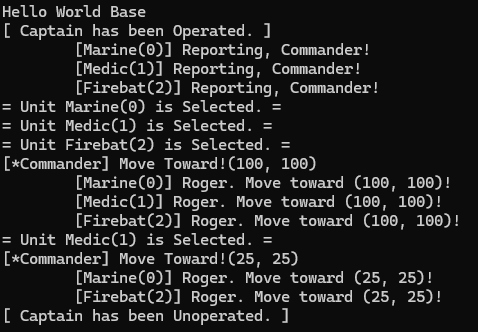 Hello World Base
[ Captain has been Operated. ]
[Marine(0)] Reporting, Commander!
[Medic(1)] Reporting, Commander!
[Firebat(2)] Reporting, Commander!
= Unit Marine(0) is Selected. =
= Unit Medic(1) is Selected. =
= Unit Firebat(2) is Selected. =
[*Commander] Move Toward!(100, 100)
[Marine(0)] Roger. Move toward (100, 100)!
[Medic(1)] Roger. Move toward (100, 100)!
[Firebat(2)] Roger. Move toward (100, 100)!
= Unit Medic(1) is Selected. =
[*Commander] Move Toward!(25, 25)
[Marine(0)] Roger. Move toward (25, 25)!
[Firebat(2)] Roger. Move toward (25, 25)!
[ Captain has been Unoperated. ]